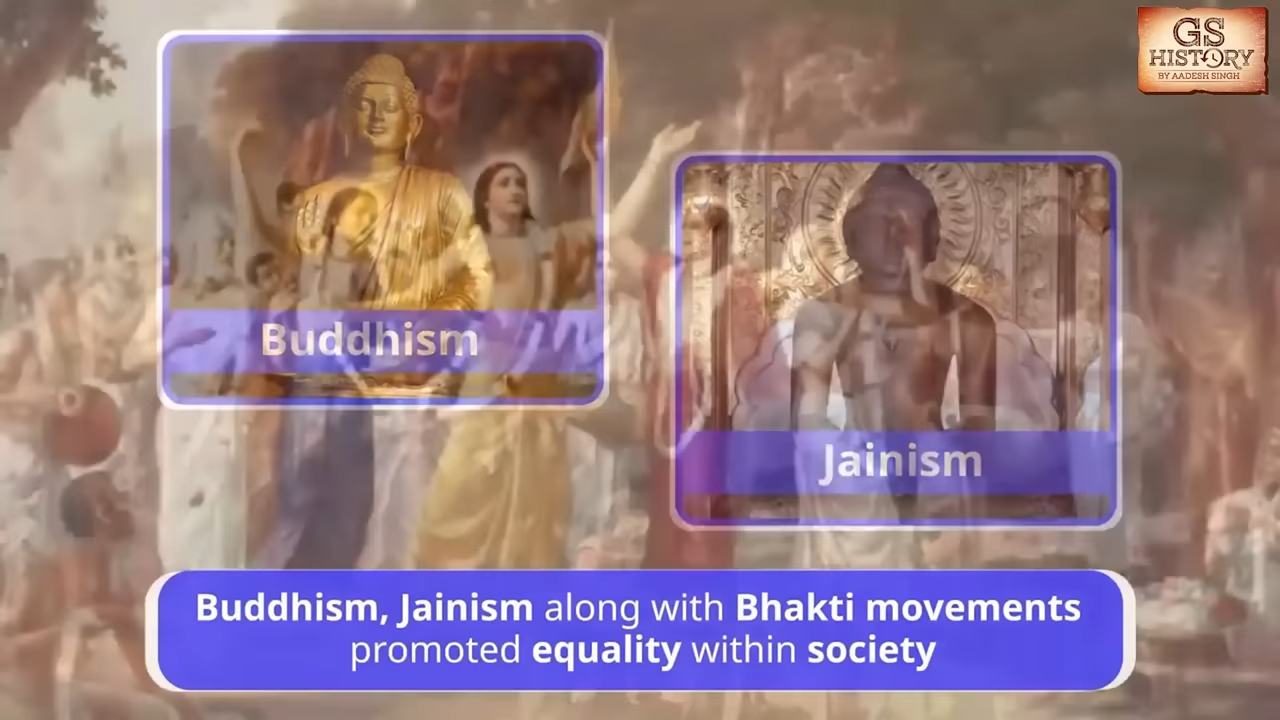 GS
HISTORY
BY AADESH SINGH
Buddhism
Jainism
Buddhism, Jainism along with Bhakti movements
promoted equality within society